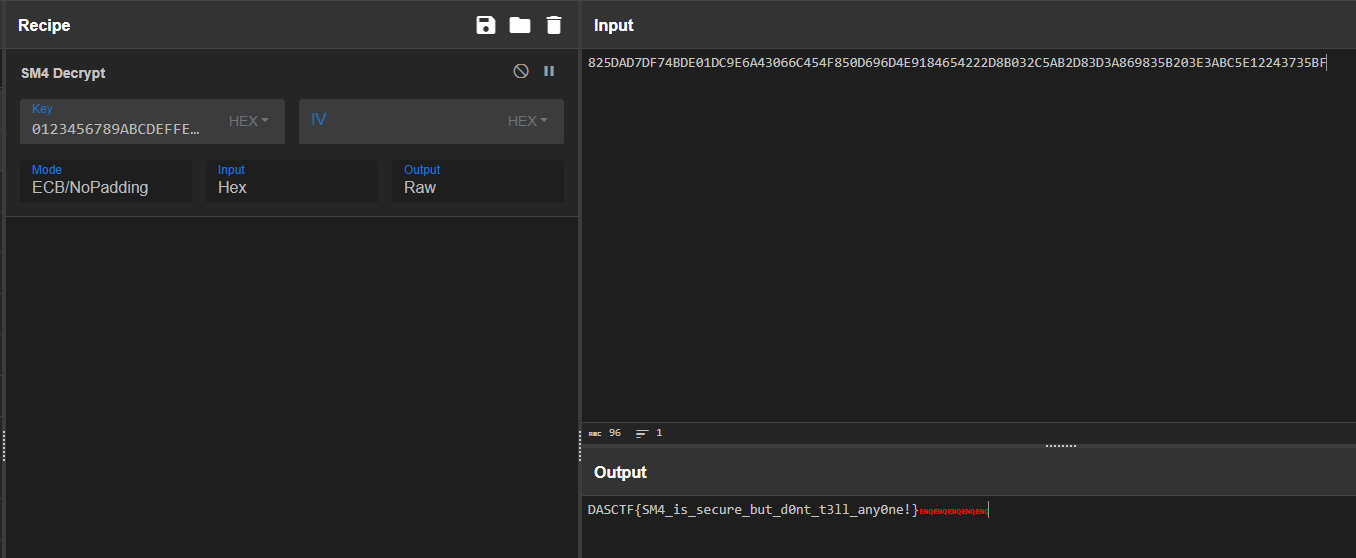 Recipe
SM4 Decrypt
Key
0123456789ABCDEFFE…
HEX
IV
HEX
Mode
ECB/NoPadding
Input
Hex
Output
Raw
Input
825DAD7DF74BDE01DC9E6A43066C454F850D696D4E9184654222D8B032C5AB2D83D3A869835B203E3ABC5E12243735BF
ABC 96 1
Output
DASCTF{SM4_is_secure_but_d0nt_t3ll_any0ne!}ENQENQENQENQENQ